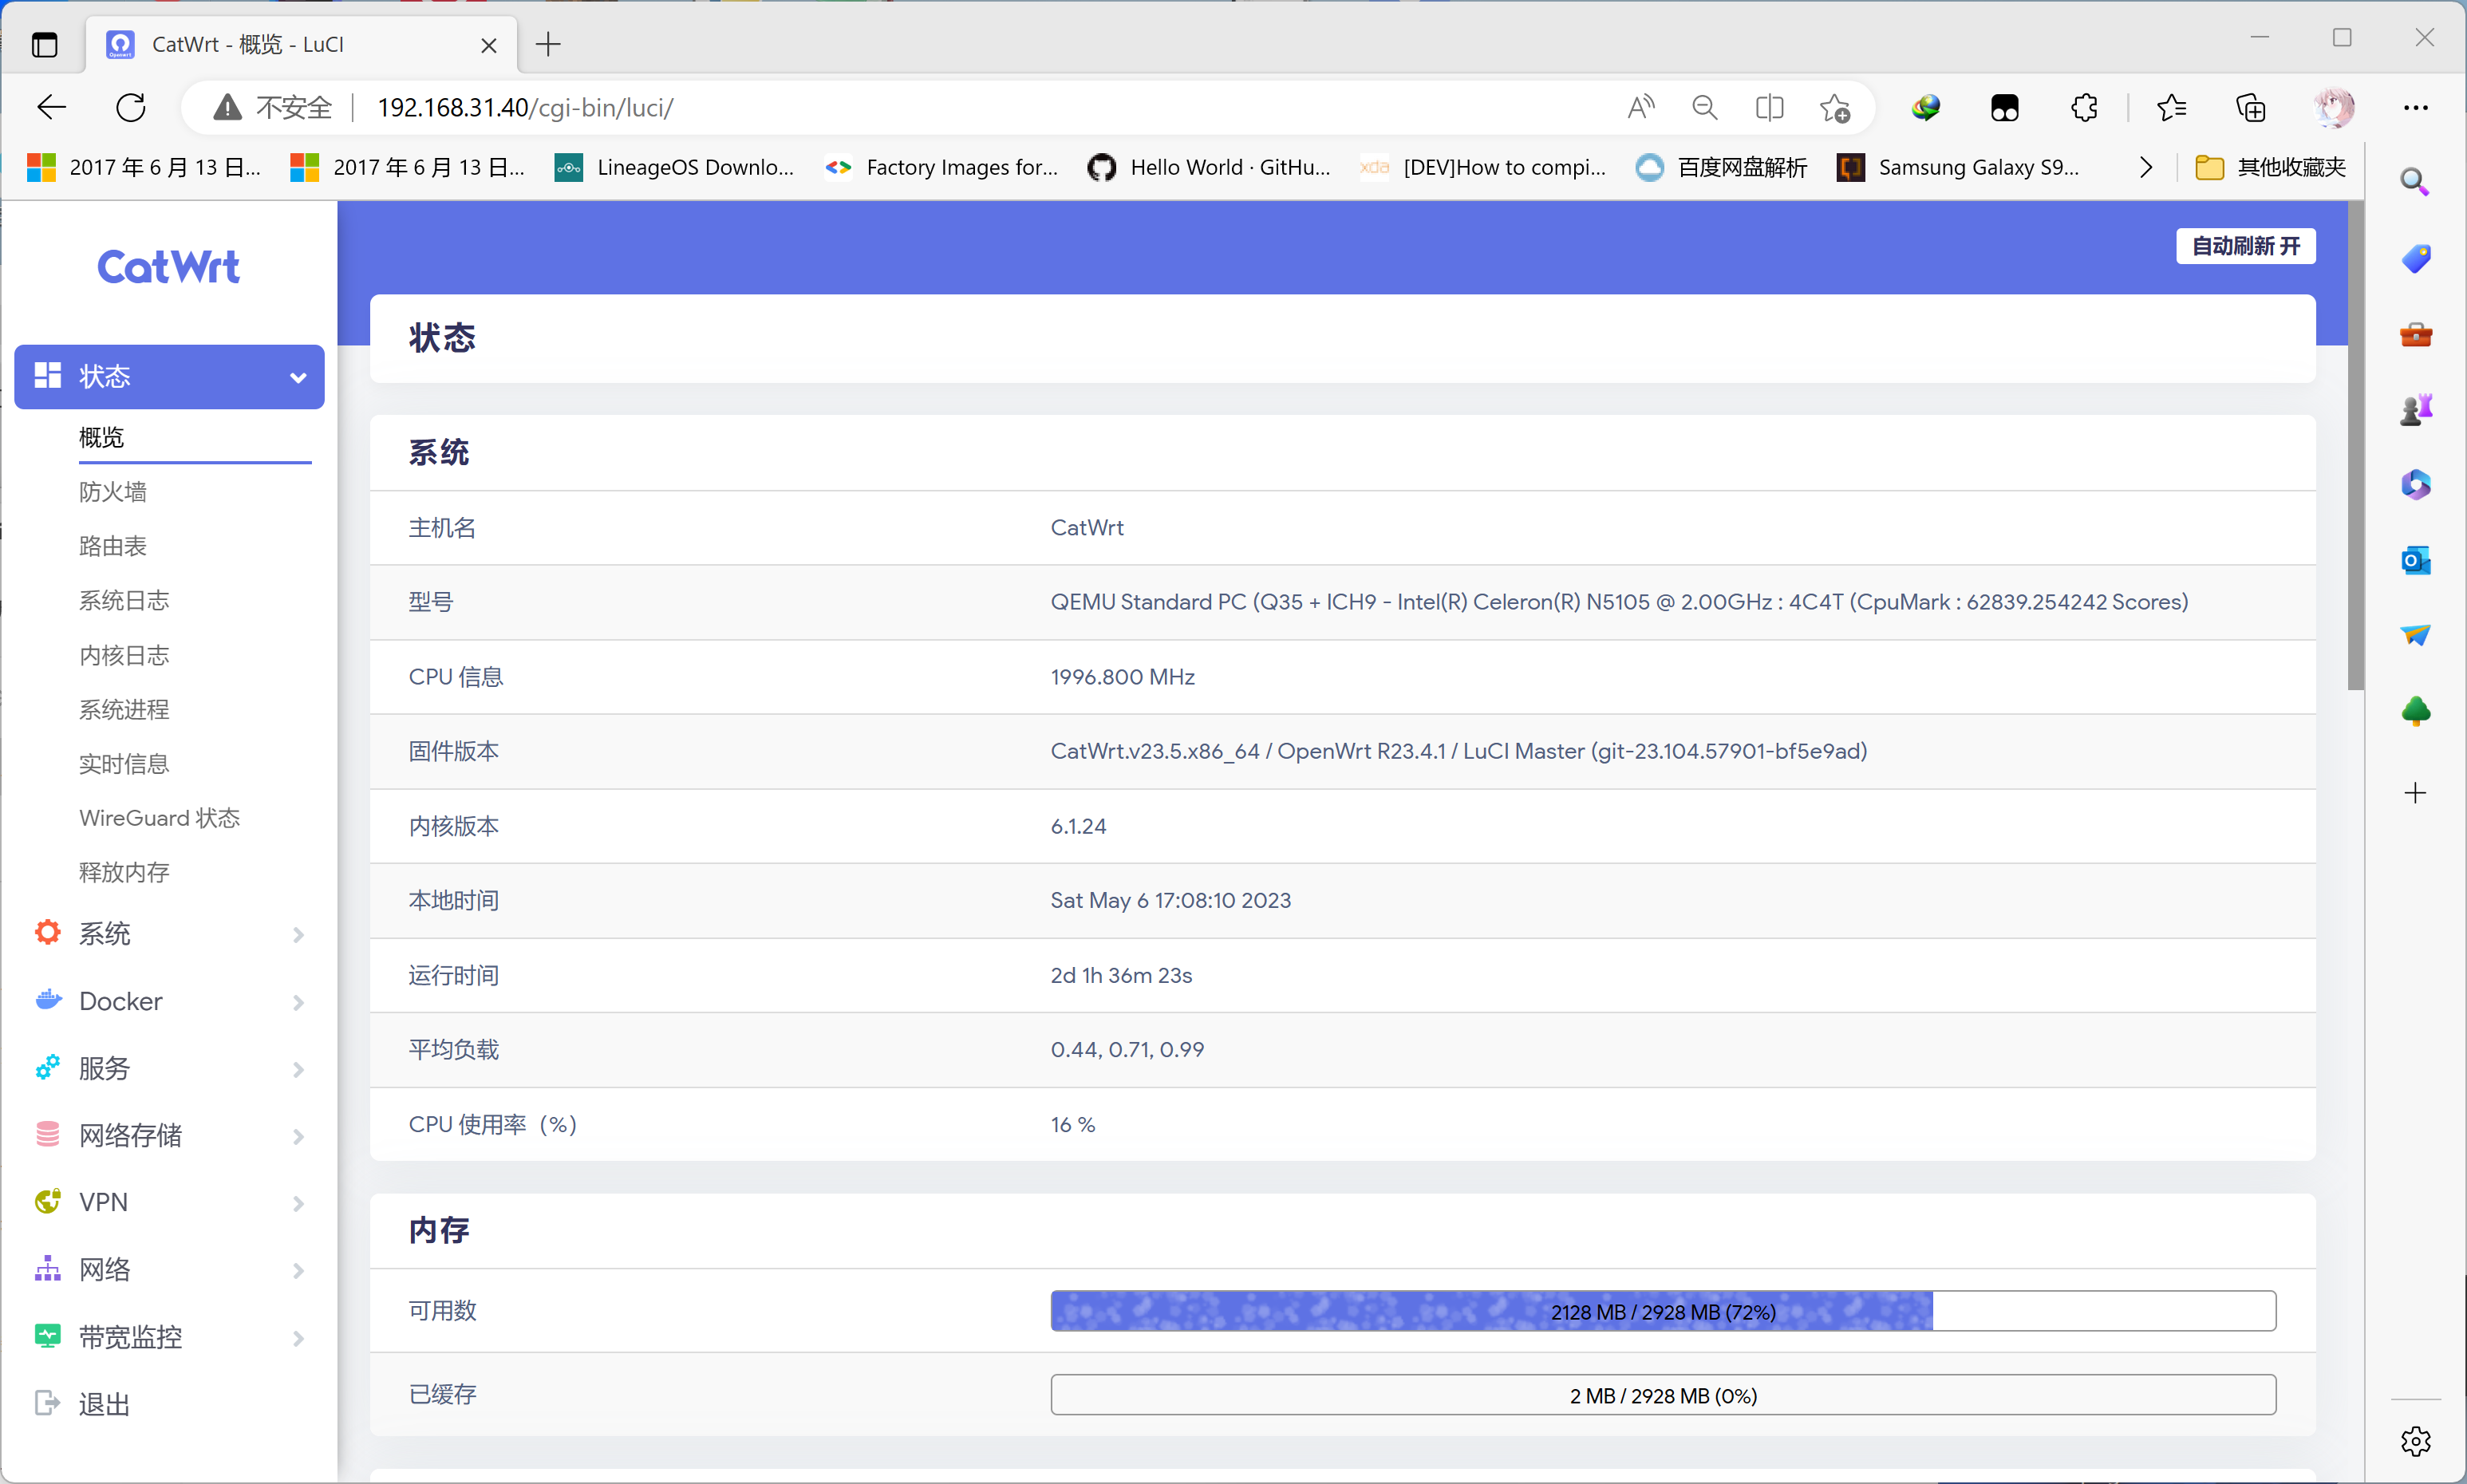 CatWrt - 概览 - LuCI
不安全
192.168.31.40/cgi-bin/luci/
2017 年 6 月 13 日...
2017 年 6 月 13 日...
LineageOS Downlo...
Factory Images for...
Hello World · GitHu...
[DEV]How to compi...
百度网盘解析
Samsung Galaxy S9...
其他收藏夹
CatWrt
状态
概览
防火墙
路由表
系统日志
内核日志
系统进程
实时信息
WireGuard 状态
释放内存
系统
Docker
服务
网络存储
VPN
网络
带宽监控
退出
自动刷新 开
状态
系统
主机名 CatWrt
型号 QEMU Standard PC (Q35 + ICH9 - Intel(R) Celeron(R) N5105 @ 2.00GHz : 4C4T (CpuMark : 62839.254242 Scores)
CPU 信息 1996.800 MHz
固件版本 CatWrt.v23.5.x86_64 / OpenWrt R23.4.1 / LuCI Master (git-23.104.57901-bf5e9ad)
内核版本 6.1.24
本地时间 Sat May 6 17:08:10 2023
运行时间 2d 1h 36m 23s
平均负载 0.44, 0.71, 0.99
CPU 使用率（%） 16 %
内存
可用数 2128 MB / 2928 MB (72%)
已缓存 2 MB / 2928 MB (0%)